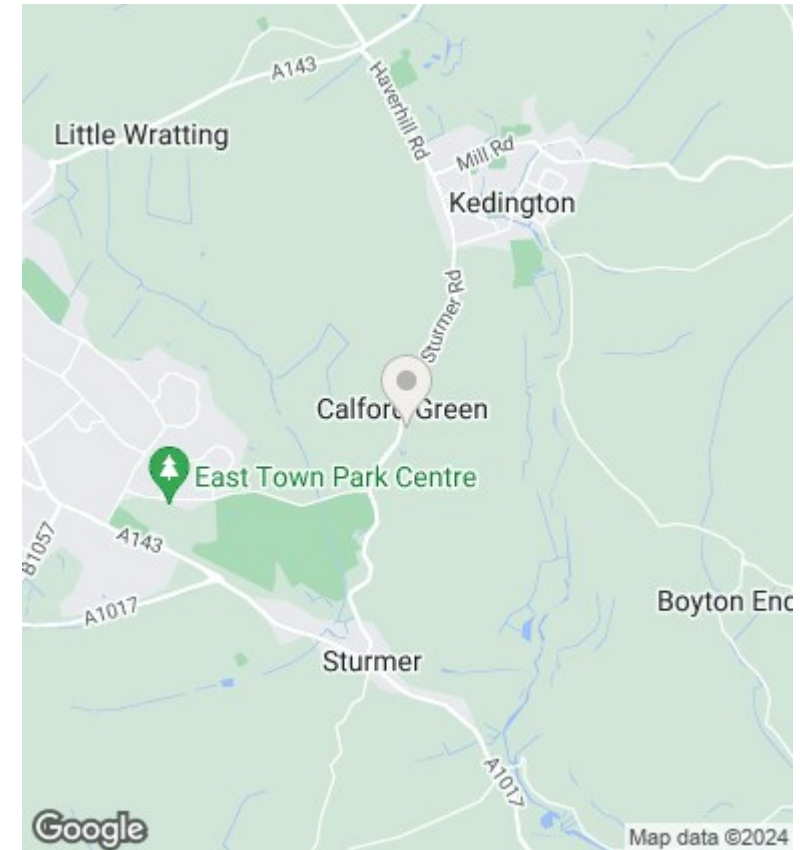 A143
Haverhill Rd
Little Wratting
Mill Rd
Kedington
Sturmer Rd
Calford Green
East Town Park Centre
A143
B1057
A1017
Boyton End
Sturmer
A1017
Google
Map data ©2024